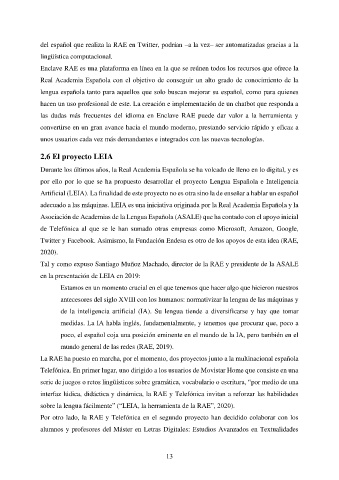 del español que realiza la RAE en Twitter, podrían –a la vez– ser automatizadas gracias a la
lingüística computacional.
Enclave RAE es una plataforma en línea en la que se reúnen todos los recursos que ofrece la
Real Academia Española con el objetivo de conseguir un alto grado de conocimiento de la
lengua española tanto para aquellos que solo buscan mejorar su español, como para quienes
hacen un uso profesional de este. La creación e implementación de un chatbot que responda a
las dudas más frecuentes del idioma en Enclave RAE puede dar valor a la herramienta y
convertirse en un gran avance hacia el mundo moderno, prestando servicio rápido y eficaz a
unos usuarios cada vez más demandantes e integrados con las nuevas tecnologías.
2.6 El proyecto LEIA
Durante los últimos años, la Real Academia Española se ha volcado de lleno en lo digital, y es
por ello por lo que se ha propuesto desarrollar el proyecto Lengua Española e Inteligencia
Artificial (LEIA). La finalidad de este proyecto no es otra sino la de enseñar a hablar un español
adecuado a las máquinas. LEIA es una iniciativa originada por la Real Academia Española y la
Asociación de Academias de la Lengua Española (ASALE) que ha contado con el apoyo inicial
de Telefónica al que se le han sumado otras empresas como Microsoft, Amazon, Google,
Twitter y Facebook. Asimismo, la Fundación Endesa es otro de los apoyos de esta idea (RAE,
2020).
Tal y como expuso Santiago Muñoz Machado, director de la RAE y presidente de la ASALE
en la presentación de LEIA en 2019:
Estamos en un momento crucial en el que tenemos que hacer algo que hicieron nuestros
antecesores del siglo XVIII con los humanos: normativizar la lengua de las máquinas y
de la inteligencia artificial (IA). Su lengua tiende a diversificarse y hay que tomar
medidas. La IA habla inglés, fundamentalmente, y tenemos que procurar que, poco a
poco, el español coja una posición eminente en el mundo de la IA, pero también en el
mundo general de las redes (RAE, 2019).
La RAE ha puesto en marcha, por el momento, dos proyectos junto a la multinacional española
Telefónica. En primer lugar, uno dirigido a los usuarios de Movistar Home que consiste en una
serie de juegos o retos lingüísticos sobre gramática, vocabulario o escritura, “por medio de una
interfaz lúdica, didáctica y dinámica, la RAE y Telefónica invitan a reforzar las habilidades
sobre la lengua fácilmente” (“LEIA, la herramienta de la RAE”, 2020).
Por otro lado, la RAE y Telefónica en el segundo proyecto han decidido colaborar con los
alumnos y profesores del Máster en Letras Digitales: Estudios Avanzados en Textualidades
13